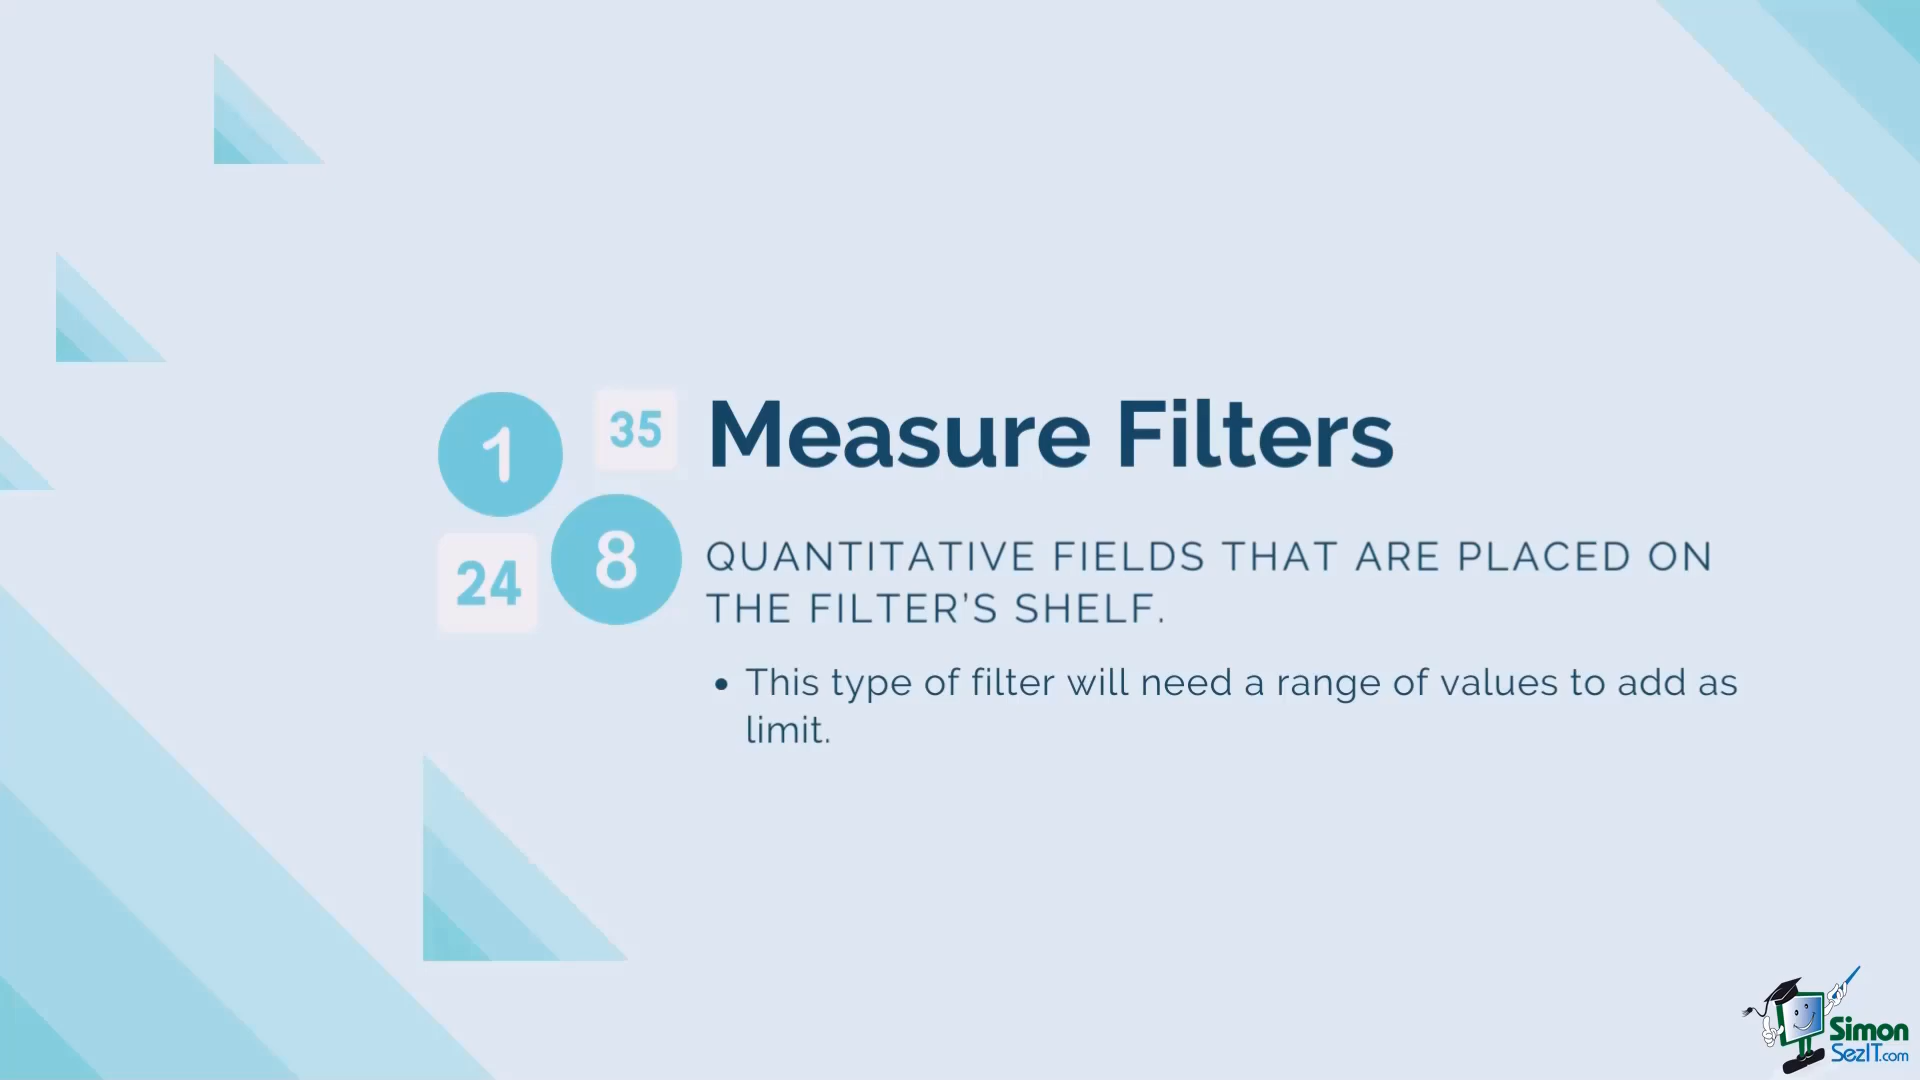 1
35
24
8
Measure Filters
QUANTITATIVE FIELDS THAT ARE PLACED ON
THE FILTER’S SHELF.
• This type of filter will need a range of values to add as
limit.
Simon
SezIT.com